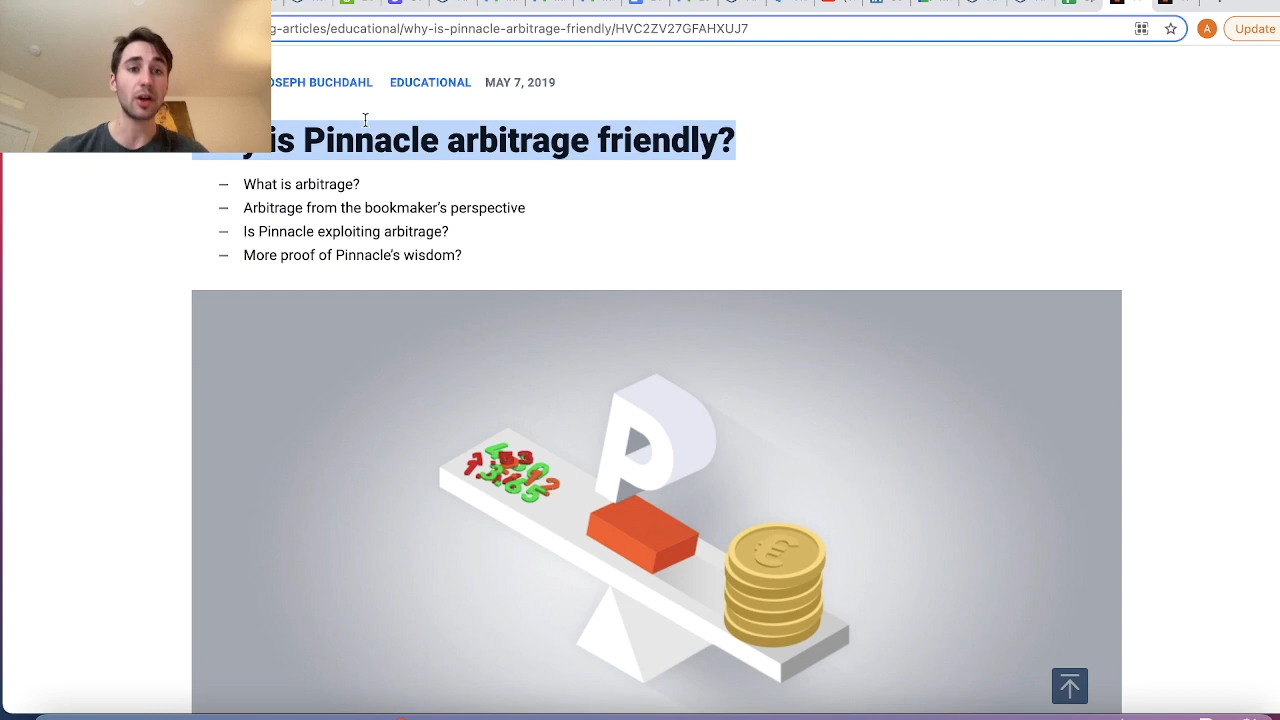 g-articles/educational/why-is-pinnacle-arbitrage-friendly/HVC2ZV27GFAHXUJ7
A
Update
OSEPH BUCHDAHL EDUCATIONAL MAY 7, 2019
is Pinnacle arbitrage friendly?
— What is arbitrage?
— Arbitrage from the bookmaker’s perspective
— Is Pinnacle exploiting arbitrage?
— More proof of Pinnacle’s wisdom?